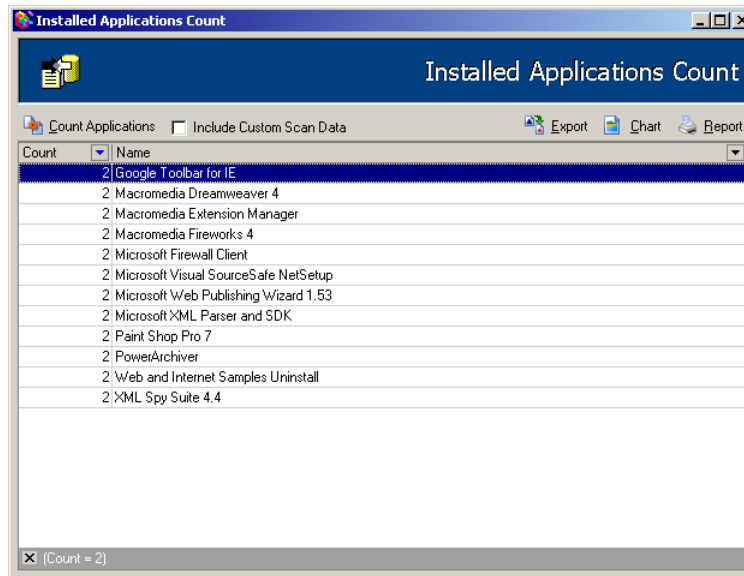 Installed Applications Count
Installed Applications Count
Count Applications Include Custom Scan Data Export Chart Report
Count Name
2 Google Toolbar for IE
2 Macromedia Dreamweaver 4
2 Macromedia Extension Manager
2 Macromedia Fireworks 4
2 Microsoft Firewall Client
2 Microsoft Visual SourceSafe NetSetup
2 Microsoft Web Publishing Wizard 1.53
2 Microsoft XML Parser and SDK
2 Paint Shop Pro 7
2 PowerArchiver
2 Web and Internet Samples Uninstall
2 XML Spy Suite 4.4
(Count = 2)